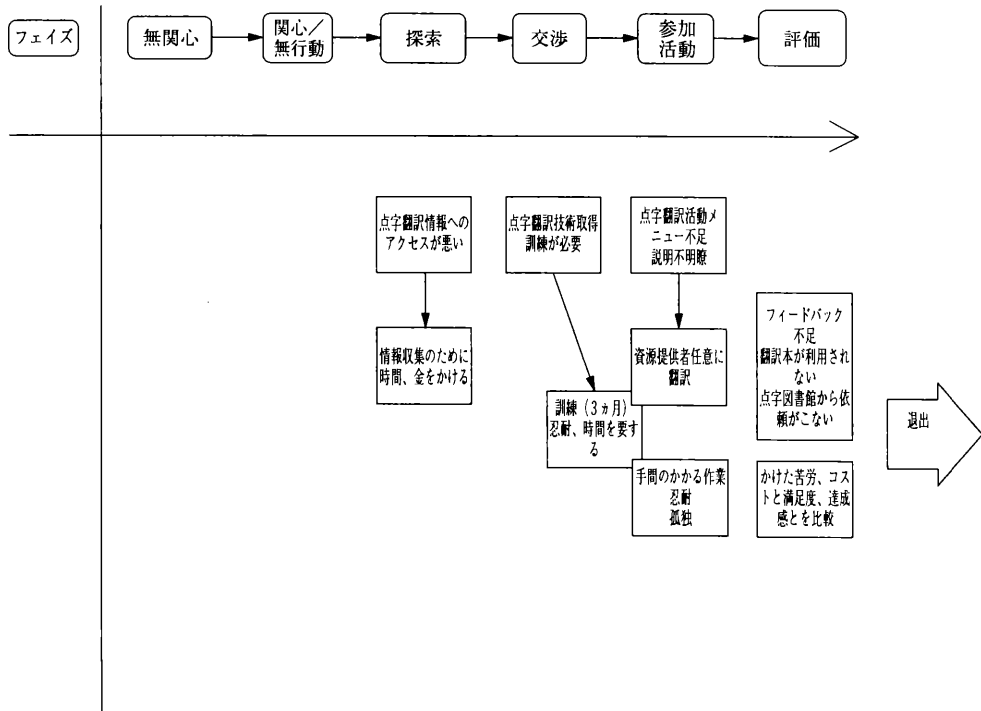 フェイズ
無関心
関心／
無行動
探索
交渉
参加
活動
評価
点字翻訳情報への
アクセスが悪い
点字翻訳技術取得
訓練が必要
点字翻訳活動メ
ニュー不足
説明不明瞭
情報収集のために
時間、金をかける
資源提供者任意に
翻訳
フィードバック
不足
翻訳本が利用され
ない
点字図書館から依
頼がこない
訓練（３ヵ月）
忍耐、時間を要す
る
退出
手間のかかる作業
忍耐
孤独
かけた苦労、コス
トと満足度、達成
感とを比較